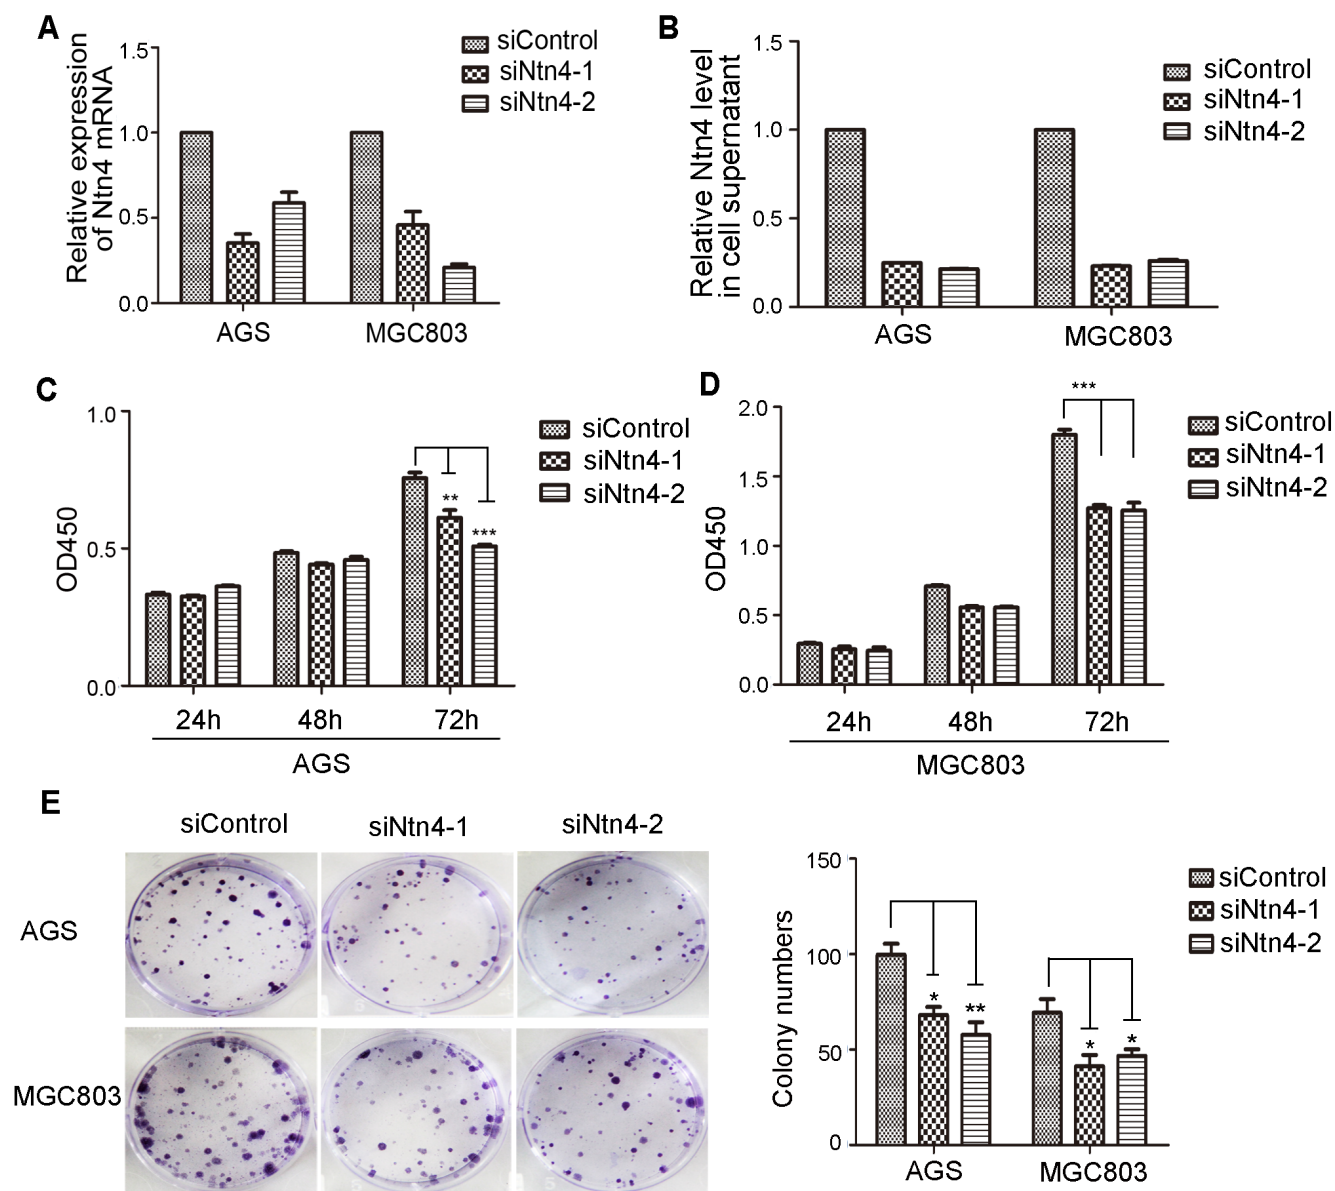 A
Relative expression
of Ntn4 mRNA
1.5
1.0
0.5
0.0
AGS
MGC803
siControl
siNtn4-1
siNtn4-2
B
Relative Ntn4 level
in cell supernatant
1.5
1.0
0.5
0.0
AGS
MGC803
siControl
siNtn4-1
siNtn4-2
C
OD450
1.0
0.5
0.0
**
***
24h 48h 72h
AGS
siControl
siNtn4-1
siNtn4-2
D
OD450
2.0
1.5
1.0
0.5
0.0
***
24h 48h 72h
MGC803
siControl
siNtn4-1
siNtn4-2
E
siControl siNtn4-1 siNtn4-2
AGS
MGC803
Colony numbers
150
100
50
0
* **
* *
AGS
MGC803
siControl
siNtn4-1
siNtn4-2